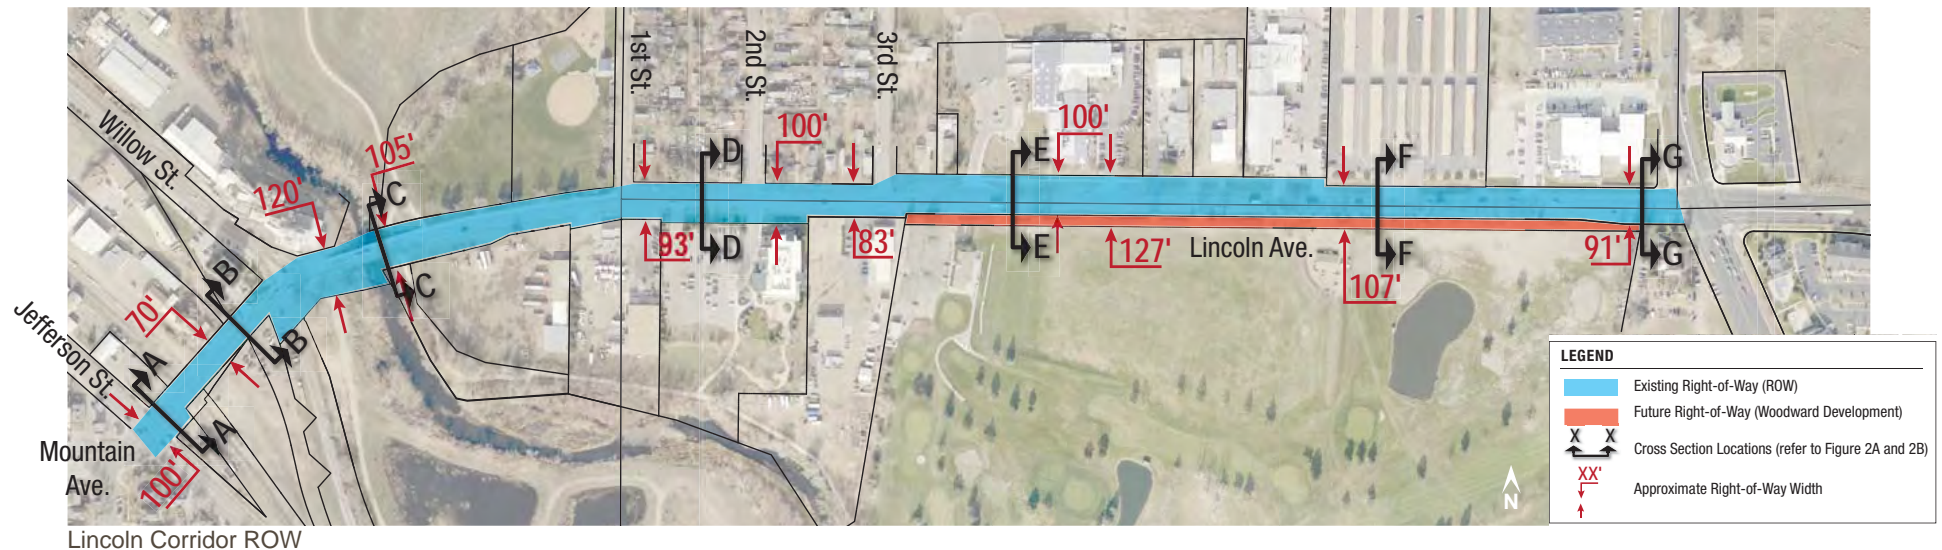 1st St.
2nd St.
3rd St.
Willow St.
Jefferson St.
Mountain
Ave.
Lincoln Ave.
100'
70'
120'
105'
93'
100'
83'
100'
127'
107'
91'
A
A
B
B
C
C
D
D
E
E
F
F
G
G
N
LEGEND
Existing Right-of-Way (ROW)
Future Right-of-Way (Woodward Development)
X X
Cross Section Locations (refer to Figure 2A and 2B)
XX'
Approximate Right-of-Way Width
Lincoln Corridor ROW